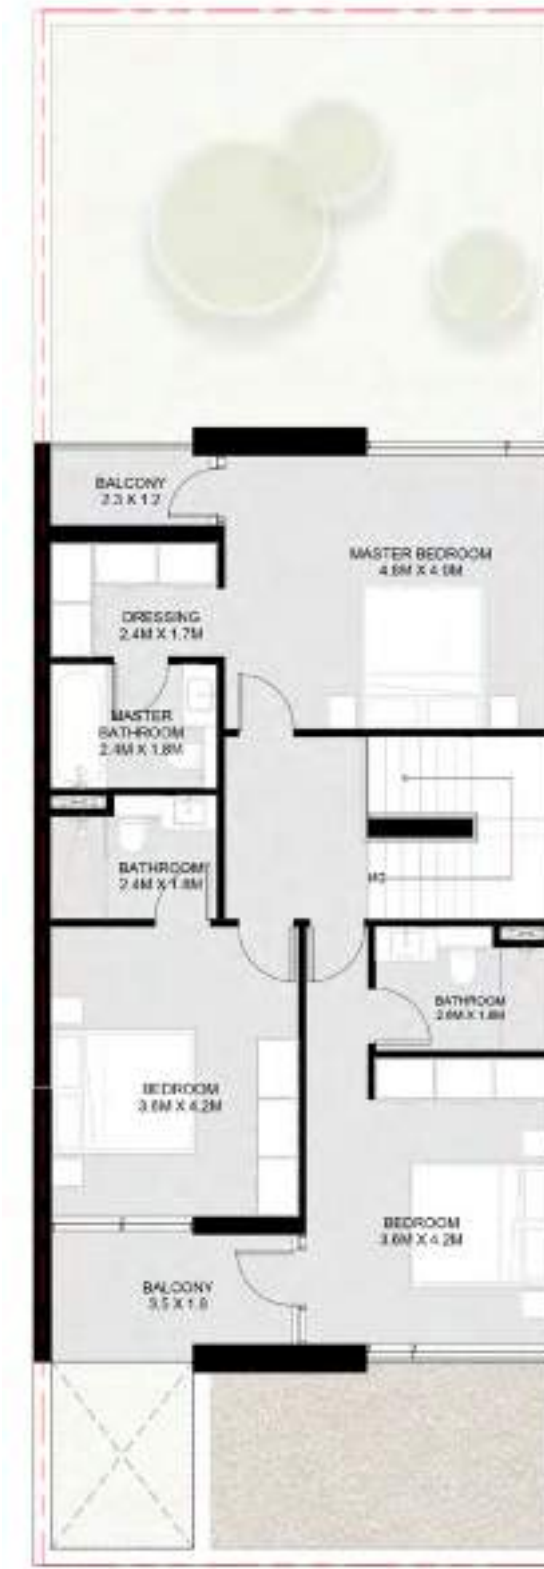 BALCONY
2.3 X 1.2
MASTER BEDROOM
4.8M X 4.0M
DRESSING
2.4M X 1.7M
MASTER
BATHROOM
2.4M X 1.8M
BATHROOM
2.4M X 1.8M
BATHROOM
BEDROOM
3.6M X 4.2M
BEDROOM
3.6M X 4.2M
BALCONY
3.5 X 1.8